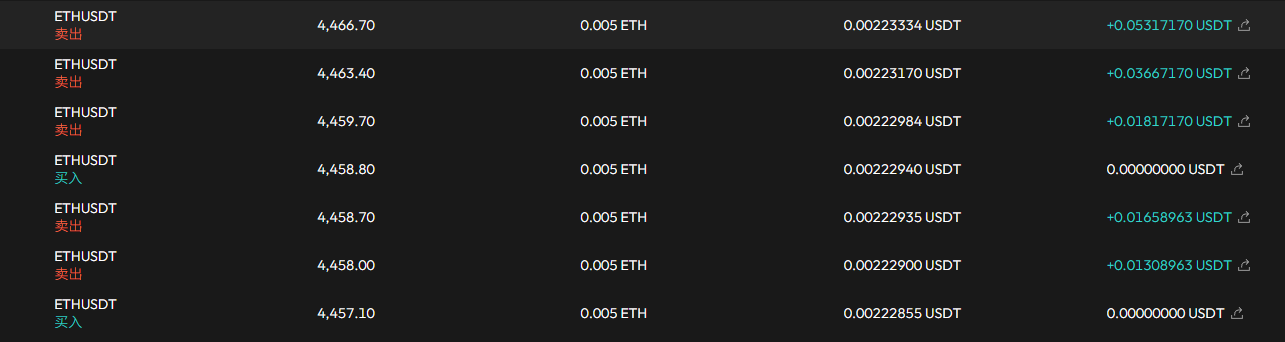 ETHUSDT
卖出
4,466.70
0.005 ETH
0.00223334 USDT
+0.05317170 USDT
ETHUSDT
卖出
4,463.40
0.005 ETH
0.00223170 USDT
+0.03667170 USDT
ETHUSDT
卖出
4,459.70
0.005 ETH
0.00222984 USDT
+0.01817170 USDT
ETHUSDT
买入
4,458.80
0.005 ETH
0.00222940 USDT
0.00000000 USDT
ETHUSDT
卖出
4,458.70
0.005 ETH
0.00222935 USDT
+0.01658963 USDT
ETHUSDT
卖出
4,458.00
0.005 ETH
0.00222900 USDT
+0.01308963 USDT
ETHUSDT
买入
4,457.10
0.005 ETH
0.00222855 USDT
0.00000000 USDT